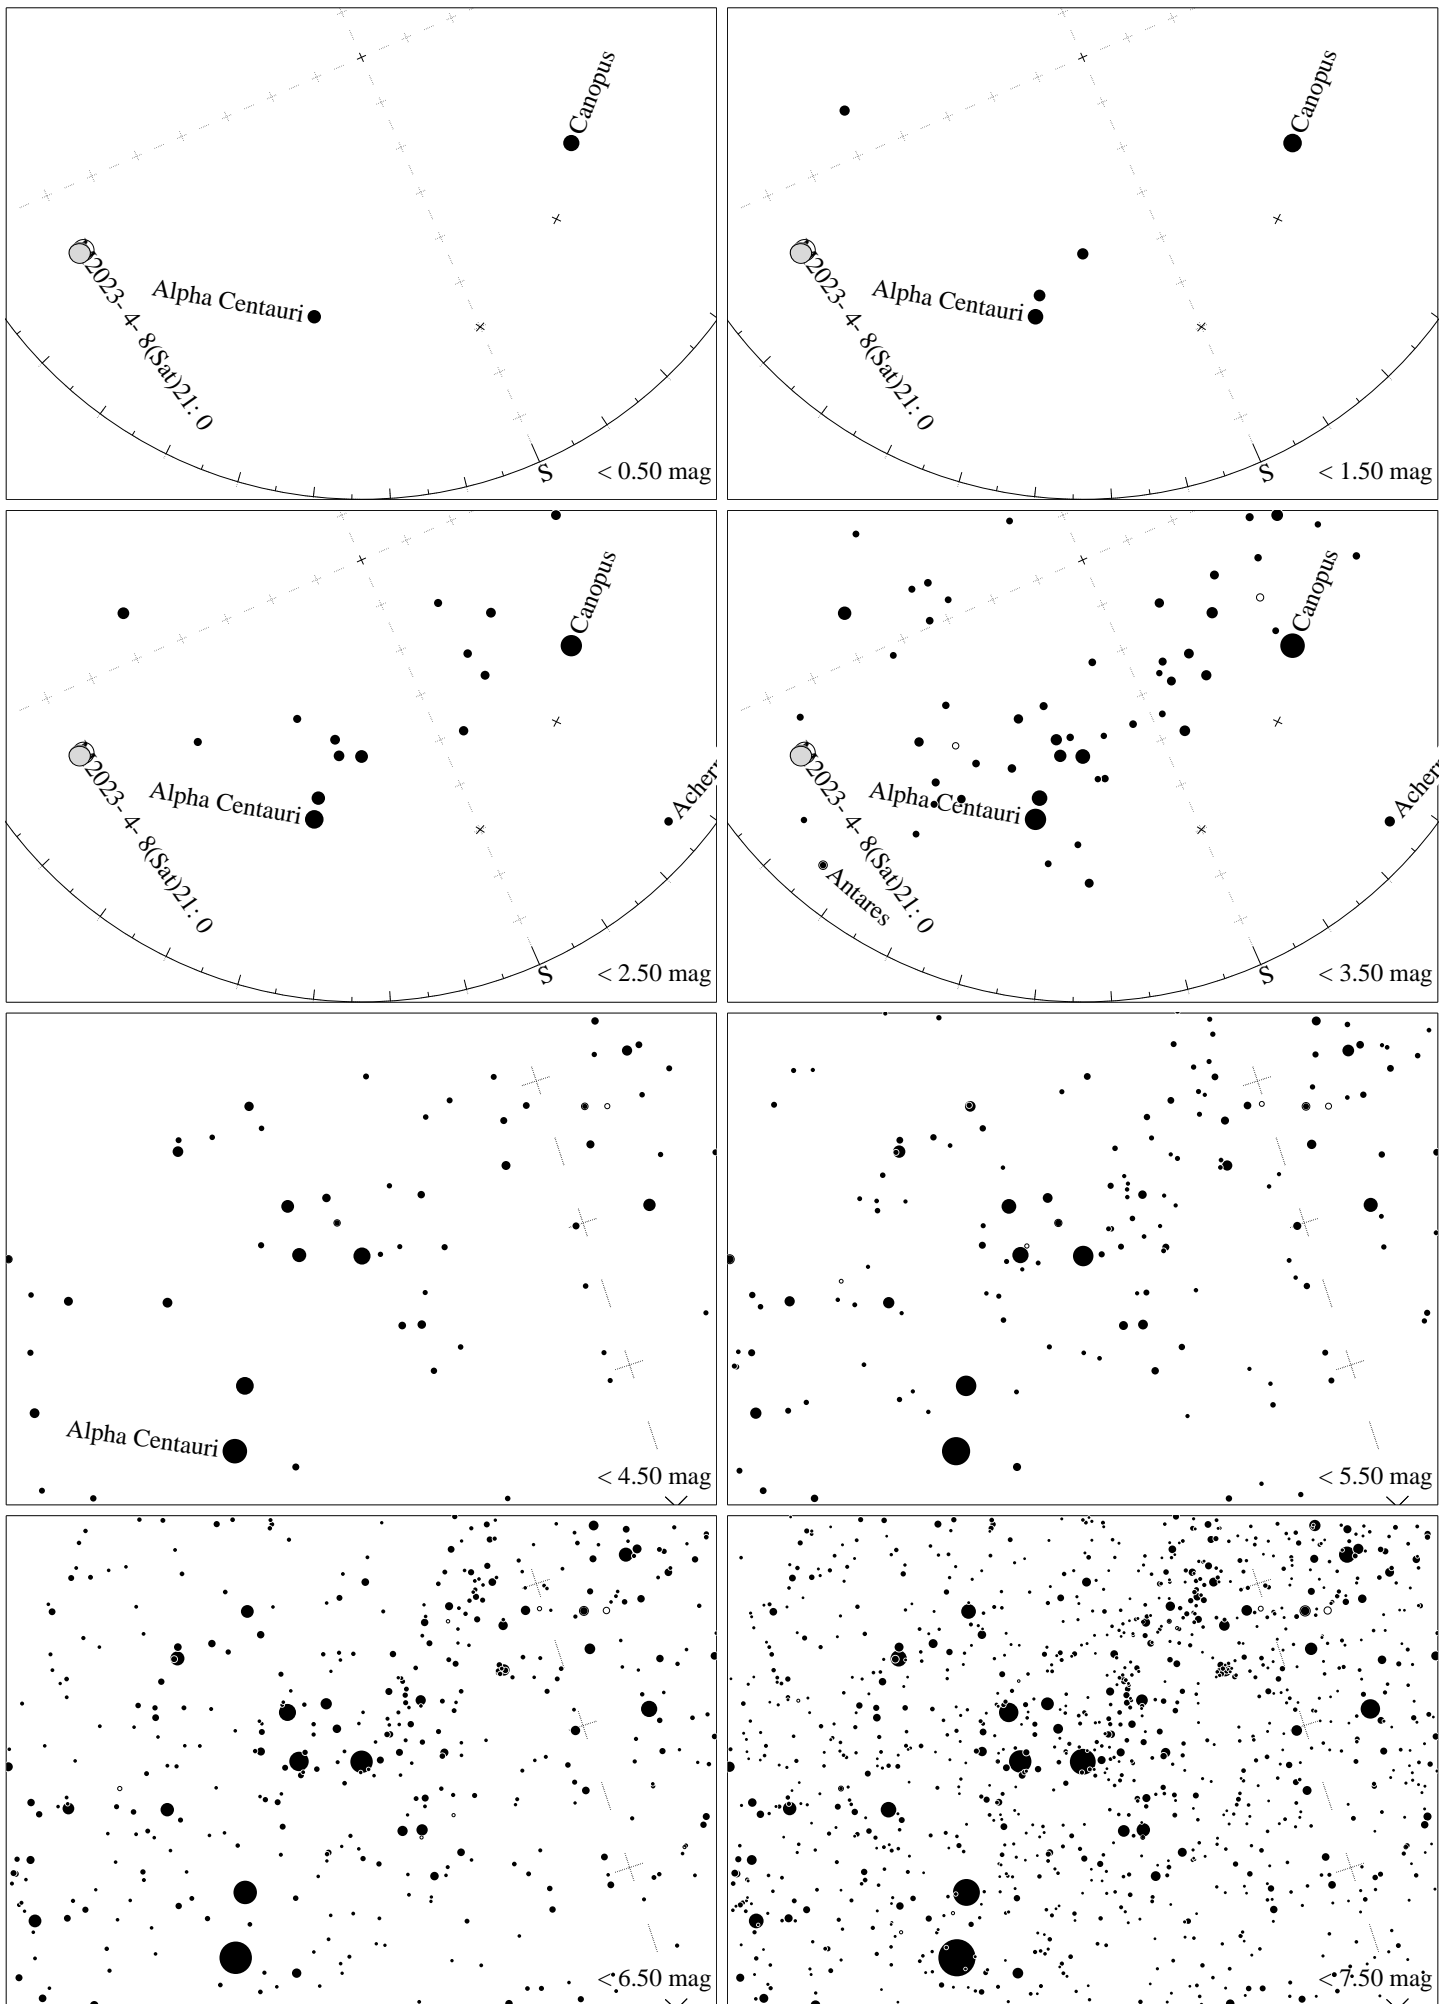 Canopus
Alpha Centauri
2023- 4- 8(Sat)21: 0
S
< 0.50 mag
Canopus
Alpha Centauri
2023- 4- 8(Sat)21: 0
S
< 1.50 mag
Canopus
Alpha Centauri
2023- 4- 8(Sat)21: 0
Achern
S
< 2.50 mag
Canopus
Alpha Centauri
2023- 4- 8(Sat)21: 0
Achern
Antares
S
< 3.50 mag
Alpha Centauri
< 4.50 mag
< 5.50 mag
< 6.50 mag
< 7.50 mag